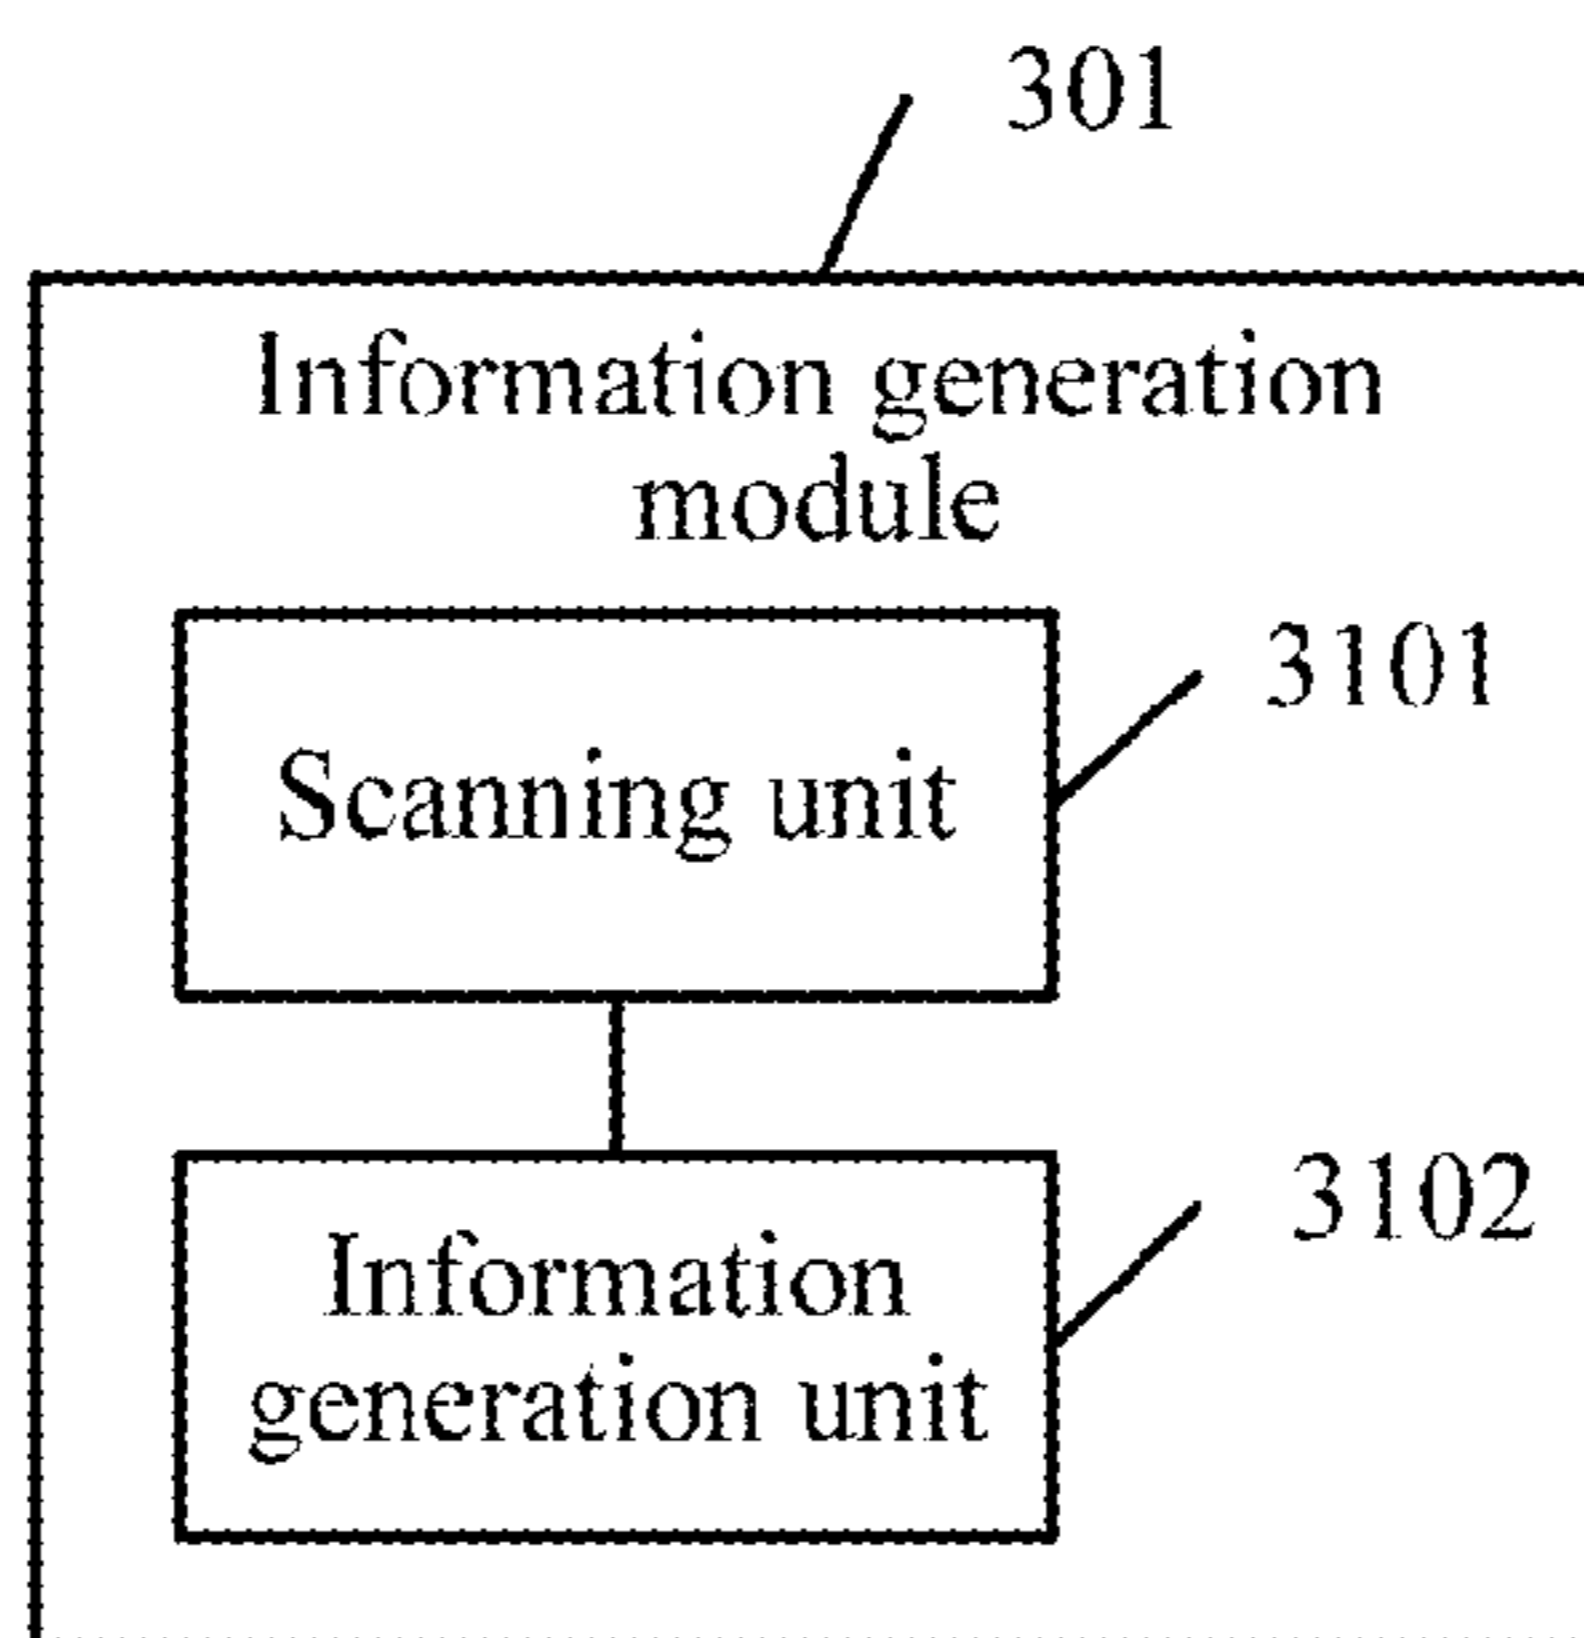 301
Information generation
module
3101
Scanning unit
3102
Information
generation unit